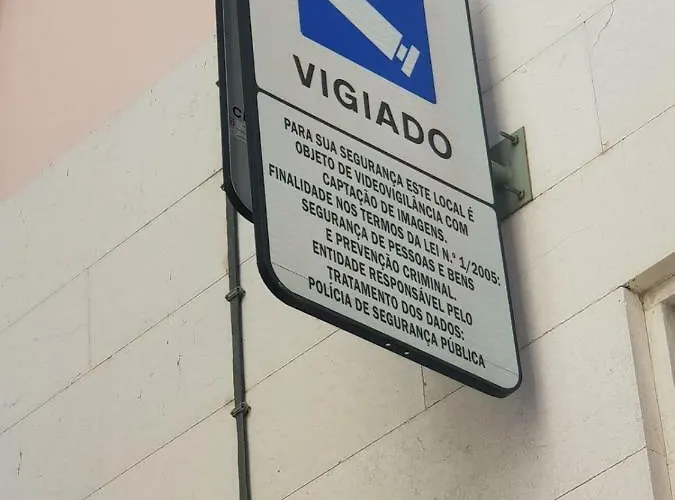 VIGIADO
PARA SUA SEGURANÇA ESTE LOCAL É
OBJETO DE VIDEOVIGILÂNCIA COM
CAPTAÇÃO DE IMAGENS.
FINALIDADE NOS TERMOS DA LEI N.º 1/2005:
SEGURANÇA DE PESSOAS E BENS
E PREVENÇÃO CRIMINAL.
ENTIDADE RESPONSÁVEL PELO
TRATAMENTO DOS DADOS:
POLÍCIA DE SEGURANÇA PÚBLICA